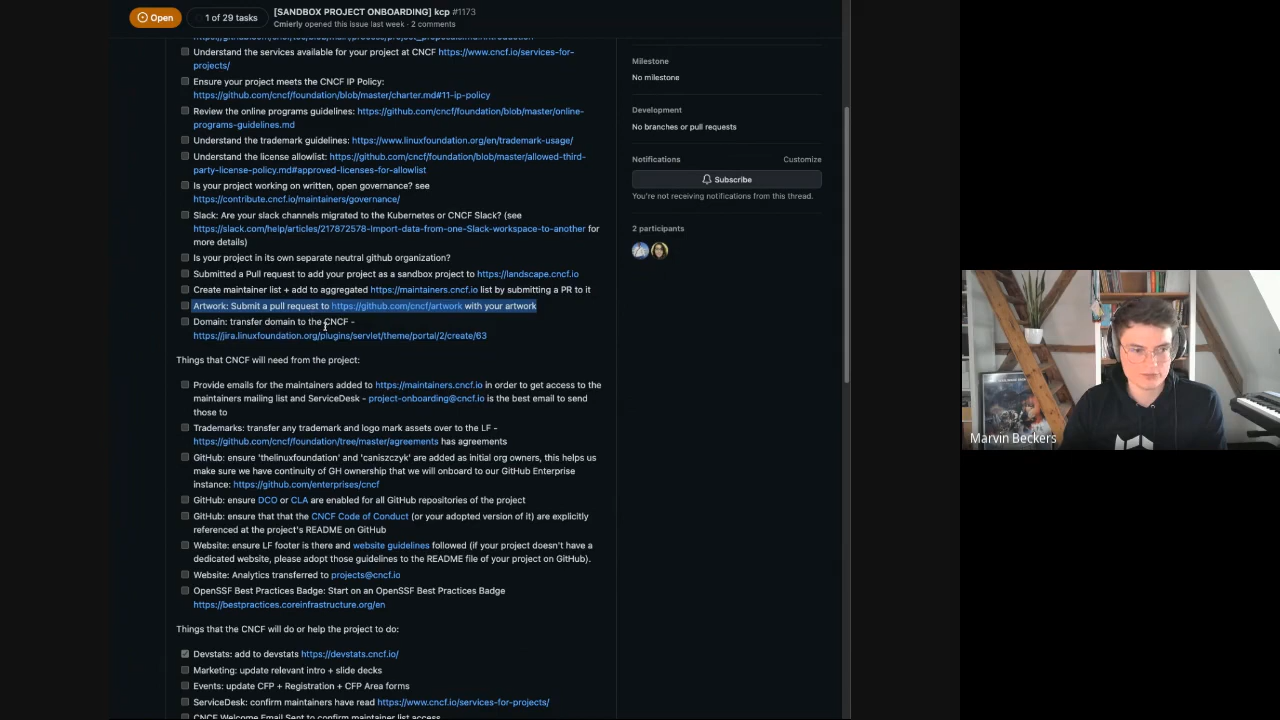 Open
1 of 29 tasks
[SANDBOX PROJECT ONBOARDING] kcp #1173
Cmierly opened this issue last week · 2 comments
Understand the services available for your project at CNCF https://www.cncf.io/services-for-
projects/
Ensure your project meets the CNCF IP Policy:
https://github.com/cncf/foundation/blob/master/charter.md#11-ip-policy
Review the online programs guidelines: https://github.com/cncf/foundation/blob/master/online-
programs-guidelines.md
Understand the trademark guidelines: https://www.linuxfoundation.org/en/trademark-usage/
Understand the license allowlist: https://github.com/cncf/foundation/blob/master/allowed-third-
party-license-policy.md#approved-licenses-for-allowlist
Is your project working on written, open governance? see
https://contribute.cncf.io/maintainers/governance/
Slack: Are your slack channels migrated to the Kubernetes or CNCF Slack? (see
https://slack.com/help/articles/217872578-Import-data-from-one-Slack-workspace-to-another for
more details)
Is your project in its own separate neutral github organization?
Submitted a Pull request to add your project as a sandbox project to https://landscape.cncf.io
Create maintainer list + add to aggregated https://maintainers.cncf.io list by submitting a PR to it
Artwork: Submit a pull request to https://github.com/cncf/artwork with your artwork
Domain: transfer domain to the CNCF -
https://jira.linuxfoundation.org/plugins/servlet/theme/portal/2/create/63
Things that CNCF will need from the project:
Provide emails for the maintainers added to https://maintainers.cncf.io in order to get access to the
maintainers mailing list and ServiceDesk - project-onboarding@cncf.io is the best email to send
those to
Trademarks: transfer any trademark and logo mark assets over to the LF -
https://github.com/cncf/foundation/tree/master/agreements has agreements
GitHub: ensure 'thelinuxfoundation' and 'caniszczyk' are added as initial org owners, this helps us
make sure we have continuity of GH ownership that we will onboard to our GitHub Enterprise
instance: https://github.com/enterprises/cncf
GitHub: ensure DCO or CLA are enabled for all GitHub repositories of the project
GitHub: ensure that that the CNCF Code of Conduct (or your adopted version of it) are explicitly
referenced at the project's README on GitHub
Website: ensure LF footer is there and website guidelines followed (if your project doesn't have a
dedicated website, please adopt those guidelines to the README file of your project on GitHub).
Website: Analytics transferred to projects@cncf.io
OpenSSF Best Practices Badge: Start on an OpenSSF Best Practices Badge
https://bestpractices.coreinfrastructure.org/en
Things that the CNCF will do or help the project to do:
Devstats: add to devstats https://devstats.cncf.io/
Marketing: update relevant intro + slide decks
Events: update CFP + Registration + CFP Area forms
ServiceDesk: confirm maintainers have read https://www.cncf.io/services-for-projects/
CNCF Welcome Email Sent to confirm maintainer list access
Milestone
No milestone
Development
No branches or pull requests
Notifications
Customize
Subscribe
You're not receiving notifications from this thread.
2 participants
Marvin Beckers